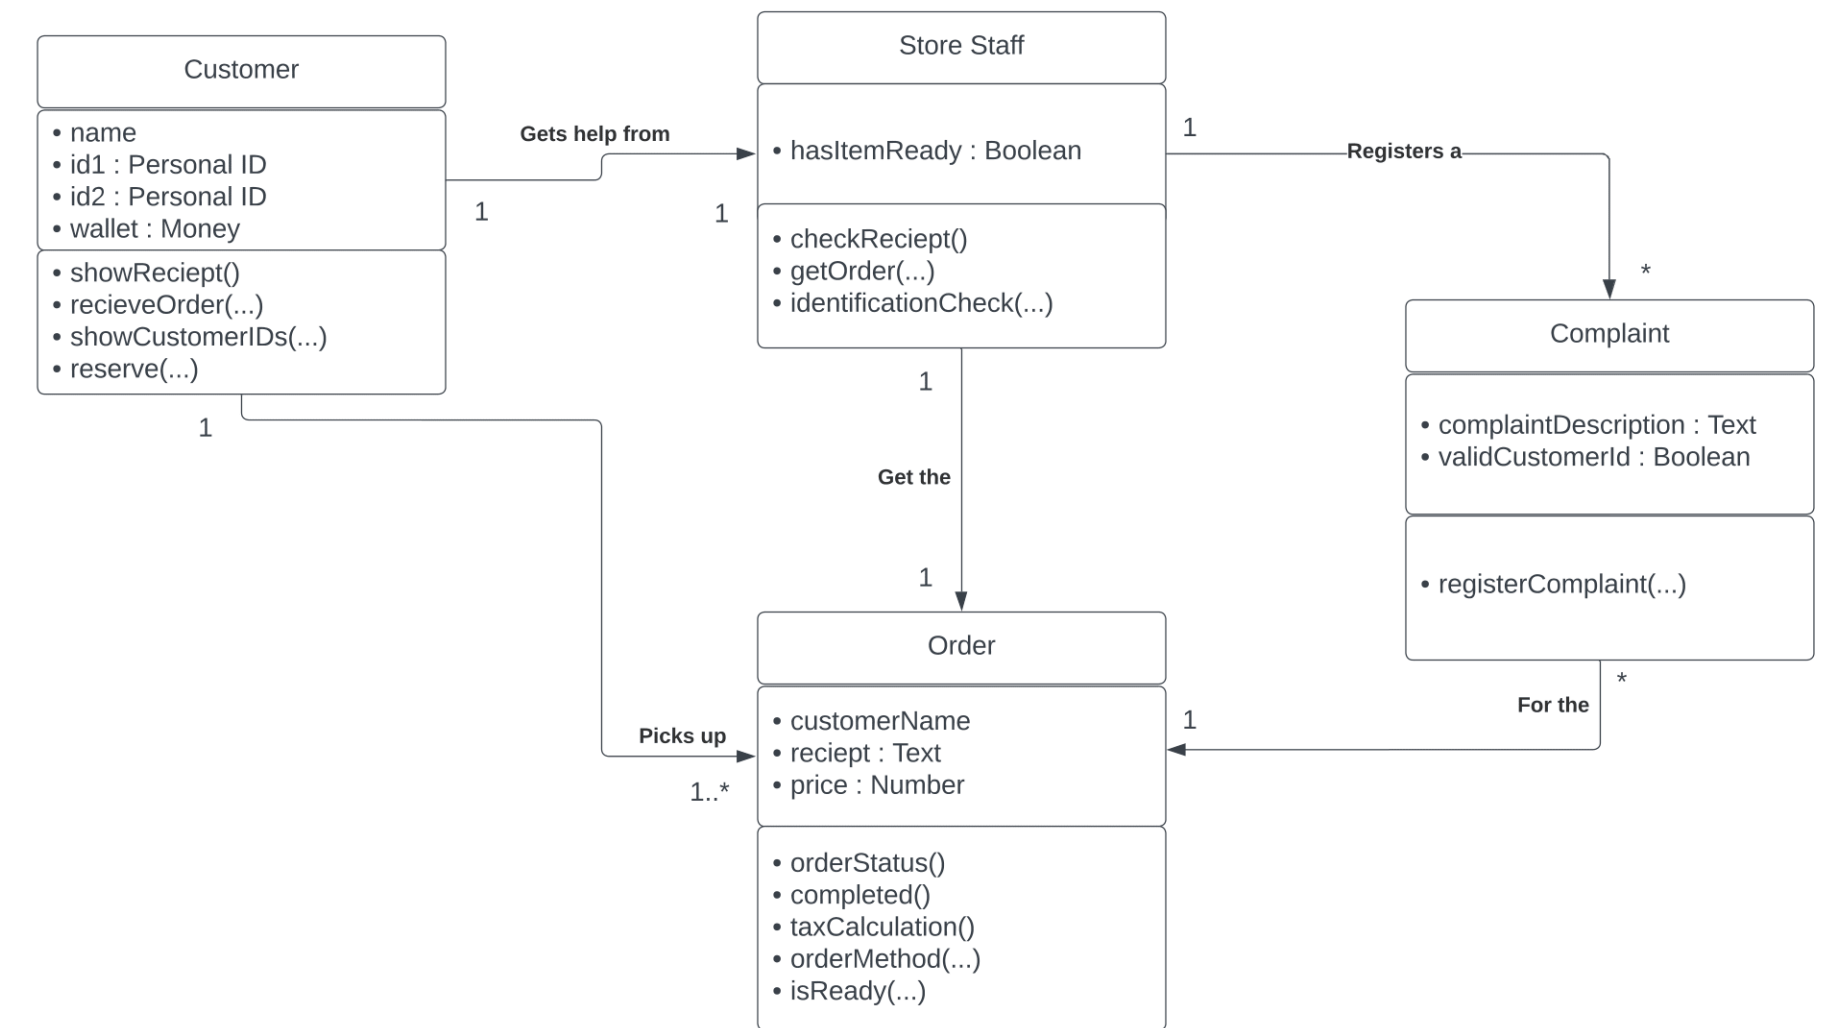 Customer
• name
• id1 : Personal ID
• id2 : Personal ID
• wallet : Money
• showReciept()
• recieveOrder(...)
• showCustomerIDs(...)
• reserve(...)
Gets help from
1
1
Store Staff
• hasItemReady : Boolean
• checkReciept()
• getOrder(...)
• identificationCheck(...)
1
Registers a
*
Complaint
• complaintDescription : Text
• validCustomerId : Boolean
• registerComplaint(...)
1
Get the
1
1
Picks up
1..*
*
For the
1
Order
• customerName
• reciept : Text
• price : Number
• orderStatus()
• completed()
• taxCalculation()
• orderMethod(...)
• isReady(...)